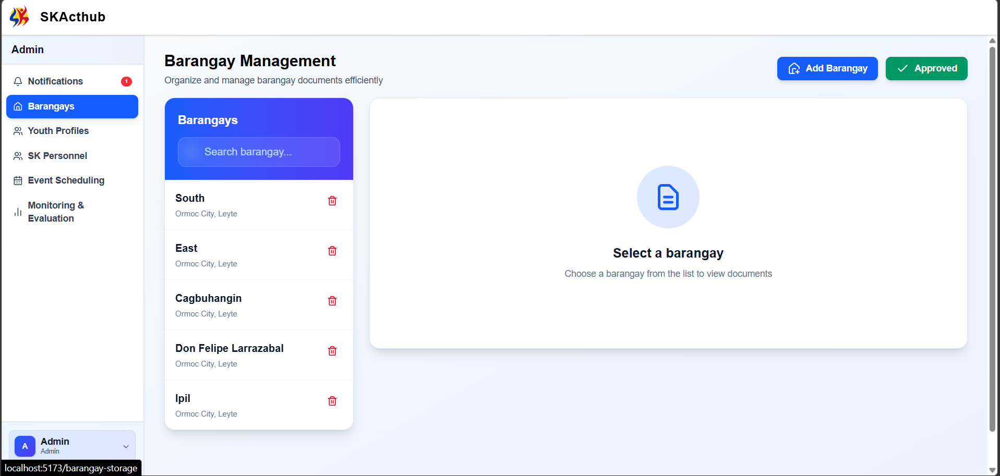 SKActhub
Admin
Notifications
1
Barangays
Youth Profiles
SK Personnel
Event Scheduling
Monitoring &
Evaluation
A
Admin
Admin
localhost:5173/barangay-storage
Barangay Management
Organize and manage barangay documents efficiently
Add Barangay
Approved
Barangays
Search barangay...
South
Ormoc City, Leyte
East
Ormoc City, Leyte
Cagbuhangin
Ormoc City, Leyte
Don Felipe Larrazabal
Ormoc City, Leyte
Ipil
Ormoc City, Leyte
Select a barangay
Choose a barangay from the list to view documents